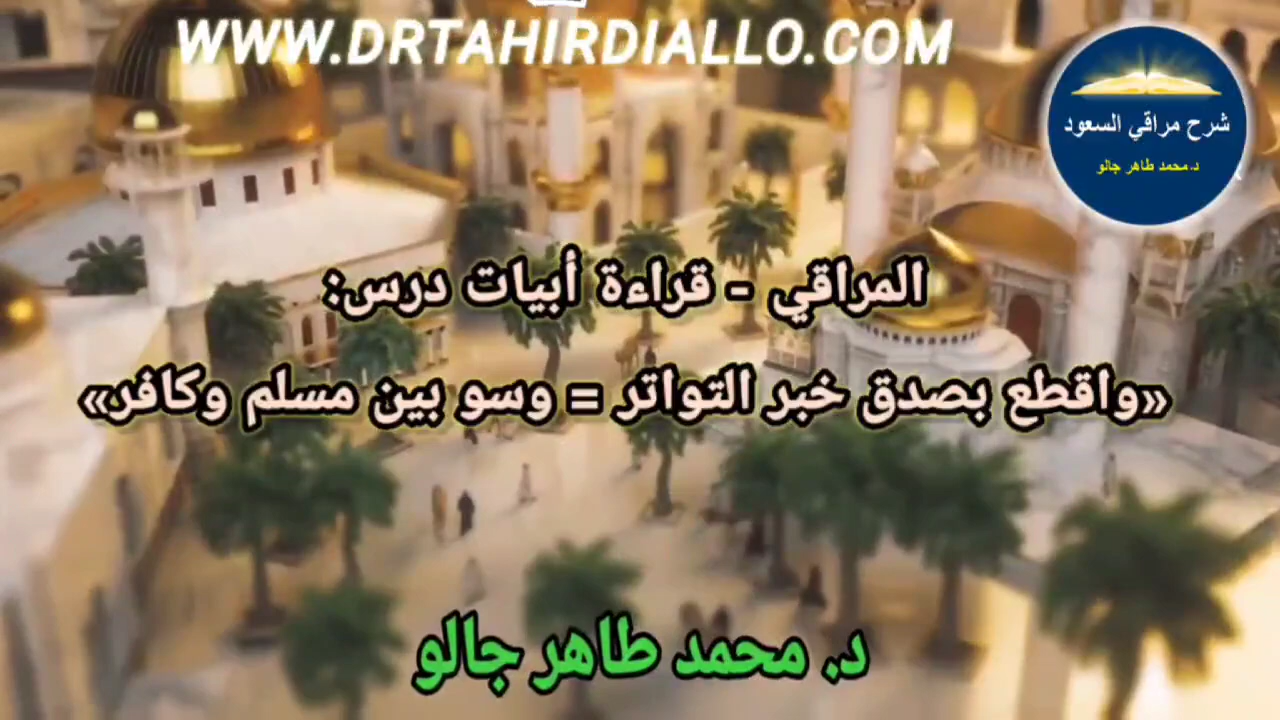 WWW.DRTAHIRDIALLO.COM
شرح مراقي السعود
د. محمد طاهر جالو
المراقي - قراءة أبيات درس:
«واقطع بصدق خبر التواتر = وسو بين مسلم وكافر»
د. محمد طاهر جالو